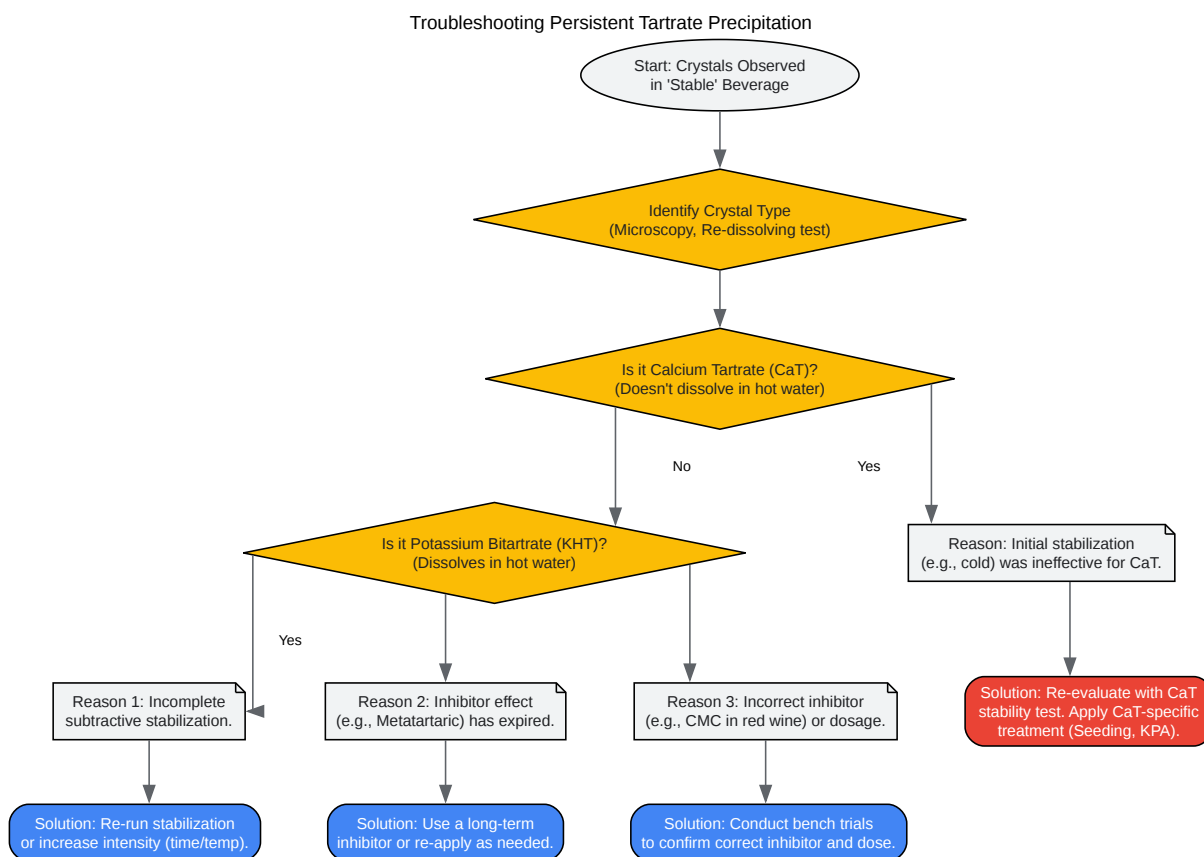 Troubleshooting Persistent Tartrate Precipitation
Start: Crystals Observed
in 'Stable' Beverage
Identify Crystal Type
(Microscopy, Re-dissolving test)
Is it Calcium Tartrate (CaT)?
(Doesn't dissolve in hot water)
No
Yes
Is it Potassium Bitartrate (KHT)?
(Dissolves in hot water)
Reason: Initial stabilization
(e.g., cold) was ineffective for CaT.
Yes
Reason 1: Incomplete
subtractive stabilization.
Reason 2: Inhibitor effect
(e.g., Metatartaric) has expired.
Reason 3: Incorrect inhibitor
(e.g., CMC in red wine) or dosage.
Solution: Re-evaluate with CaT
stability test. Apply CaT-specific
treatment (Seeding, KPA).
Solution: Re-run stabilization
or increase intensity (time/temp).
Solution: Use a long-term
inhibitor or re-apply as needed.
Solution: Conduct bench trials
to confirm correct inhibitor and dose.